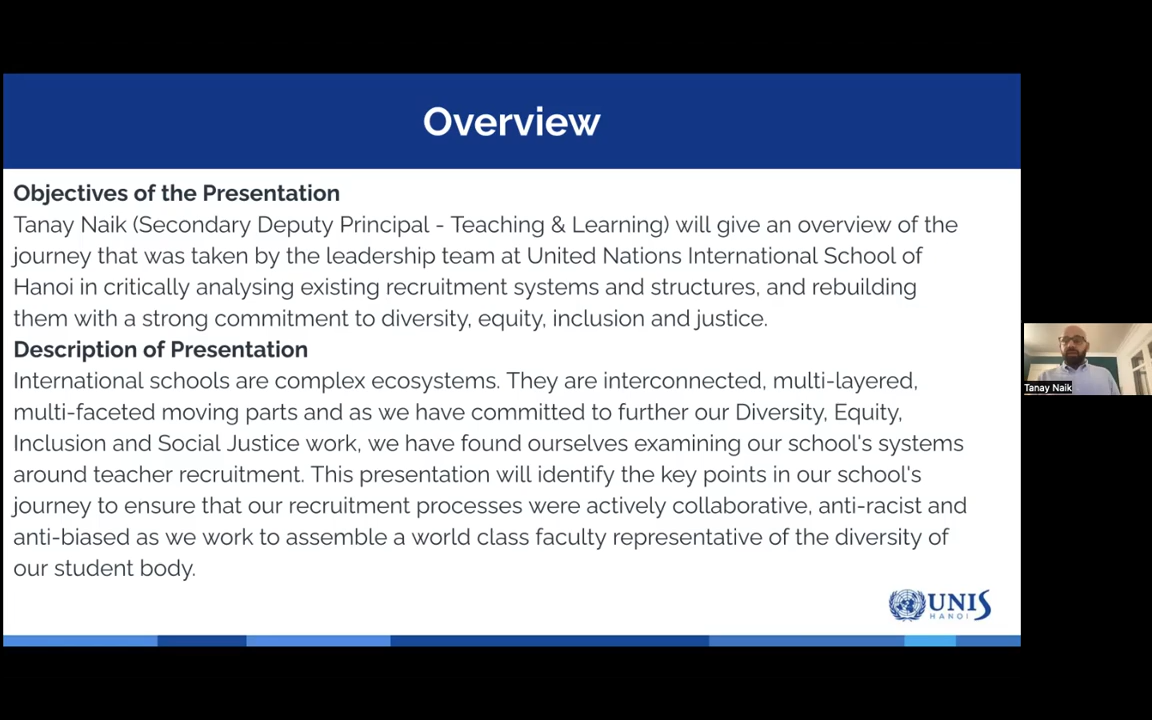 Overview
Objectives of the Presentation
Tanay Naik (Secondary Deputy Principal - Teaching & Learning) will give an overview of the
journey that was taken by the leadership team at United Nations International School of
Hanoi in critically analysing existing recruitment systems and structures, and rebuilding
them with a strong commitment to diversity, equity, inclusion and justice.
Description of Presentation
International schools are complex ecosystems. They are interconnected, multi-layered,
multi-faceted moving parts and as we have committed to further our Diversity, Equity,
Inclusion and Social Justice work, we have found ourselves examining our school's systems
around teacher recruitment. This presentation will identify the key points in our school's
journey to ensure that our recruitment processes were actively collaborative, anti-racist and
anti-biased as we work to assemble a world class faculty representative of the diversity of
our student body.
UNIS
HANOI
Tanay Naik